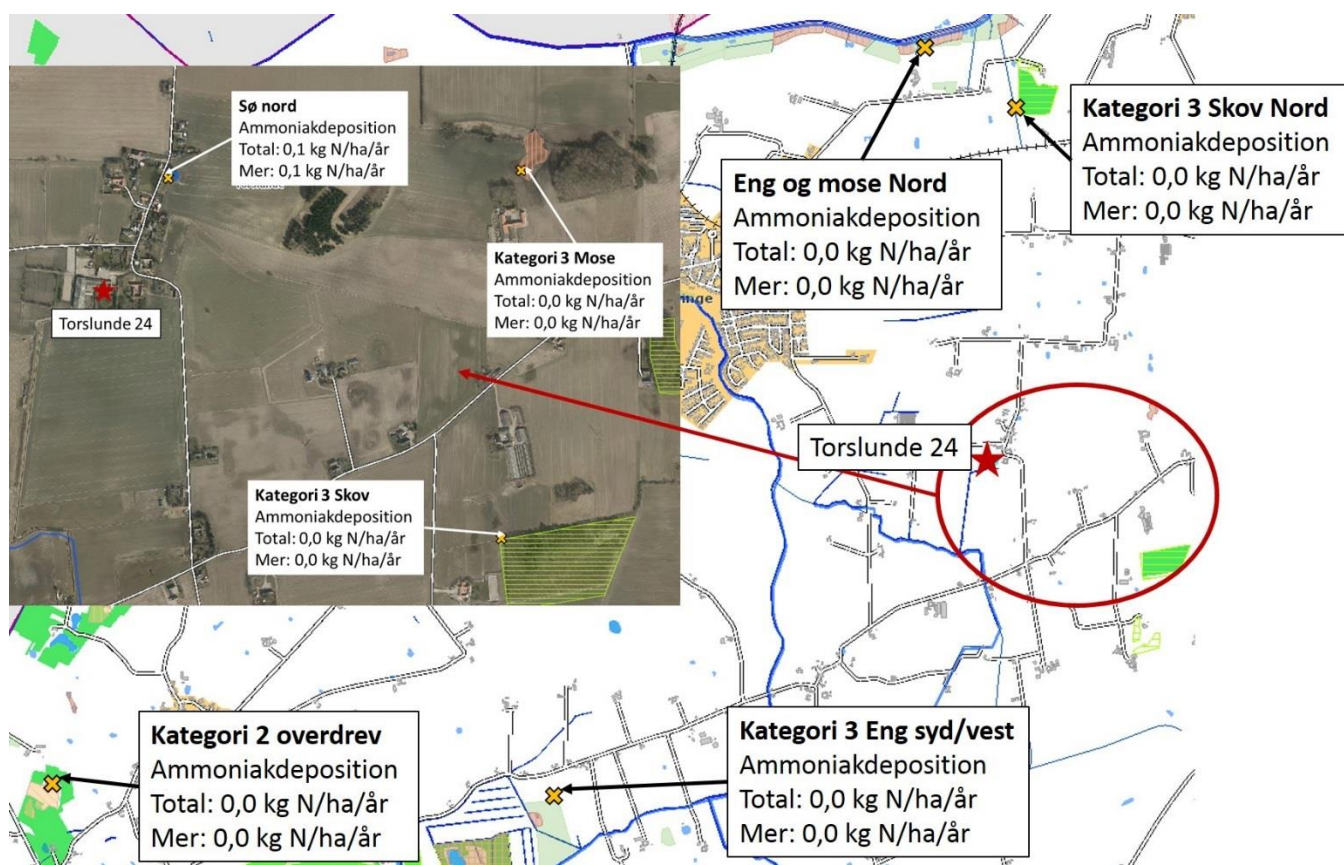 Sø nord
Ammoniakdeposition
Total: 0,1 kg N/ha/år
Mer: 0,1 kg N/ha/år
Kategori 3 Mose
Ammoniakdeposition
Total: 0,0 kg N/ha/år
Mer: 0,0 kg N/ha/år
Torslunde 24
Kategori 3 Skov
Ammoniakdeposition
Total: 0,0 kg N/ha/år
Mer: 0,0 kg N/ha/år
Eng og mose Nord
Ammoniakdeposition
Total: 0,0 kg N/ha/år
Mer: 0,0 kg N/ha/år
Kategori 3 Skov Nord
Ammoniakdeposition
Total: 0,0 kg N/ha/år
Mer: 0,0 kg N/ha/år
inge
Torslunde 24
Kategori 2 overdrev
Ammoniakdeposition
Total: 0,0 kg N/ha/år
Mer: 0,0 kg N/ha/år
Kategori 3 Eng syd/vest
Ammoniakdeposition
Total: 0,0 kg N/ha/år
Mer: 0,0 kg N/ha/år